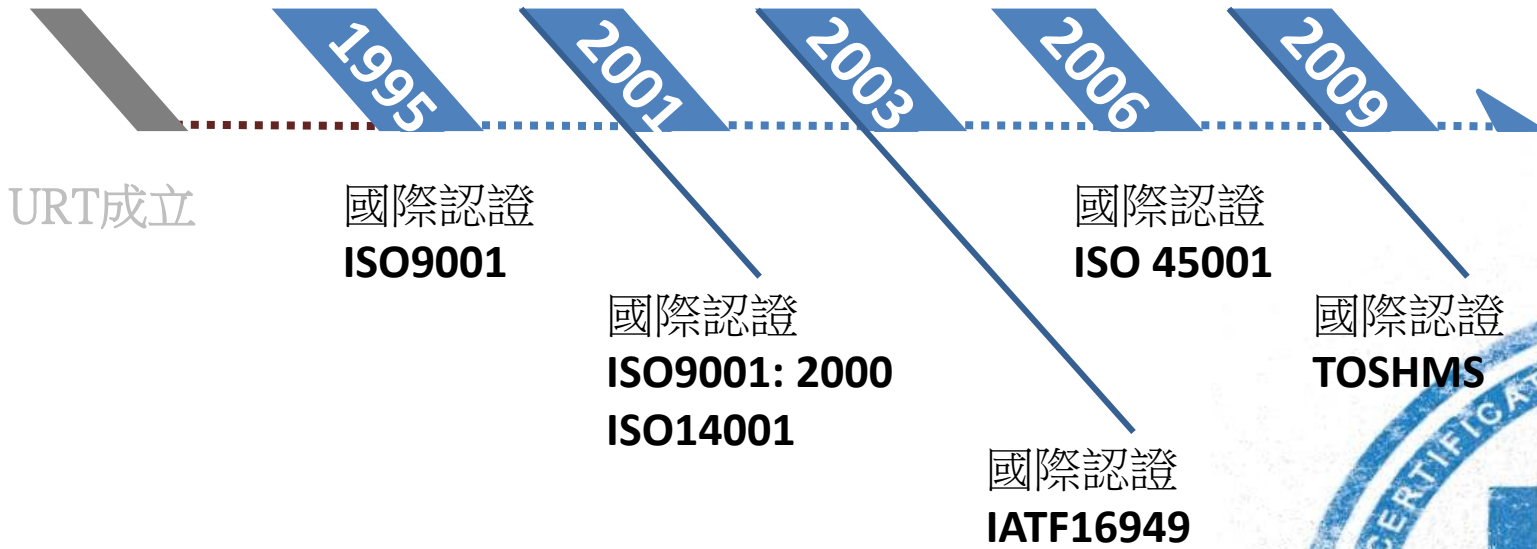 1995
2001
2003
2006
2009
URT成立
國際認證
ISO9001
國際認證
ISO9001: 2000
ISO14001
國際認證
IATF16949
國際認證
ISO 45001
國際認證
TOSHMS